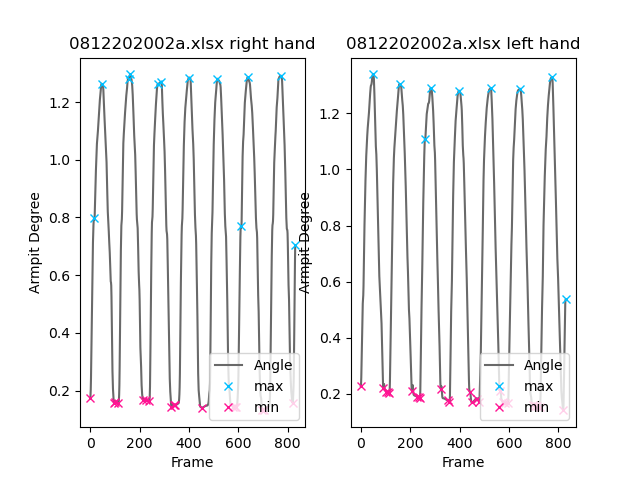 0812202002a.xlsx right hand
1.2
1.0
0.8
0.6
0.4
0.2
Armpit Degree
0
200
400
600
800
Frame
Angle
max
min
0812202002a.xlsx left hand
1.2
1.0
0.8
0.6
0.4
0.2
Armpit Degree
0
200
400
600
800
Frame
Angle
max
min